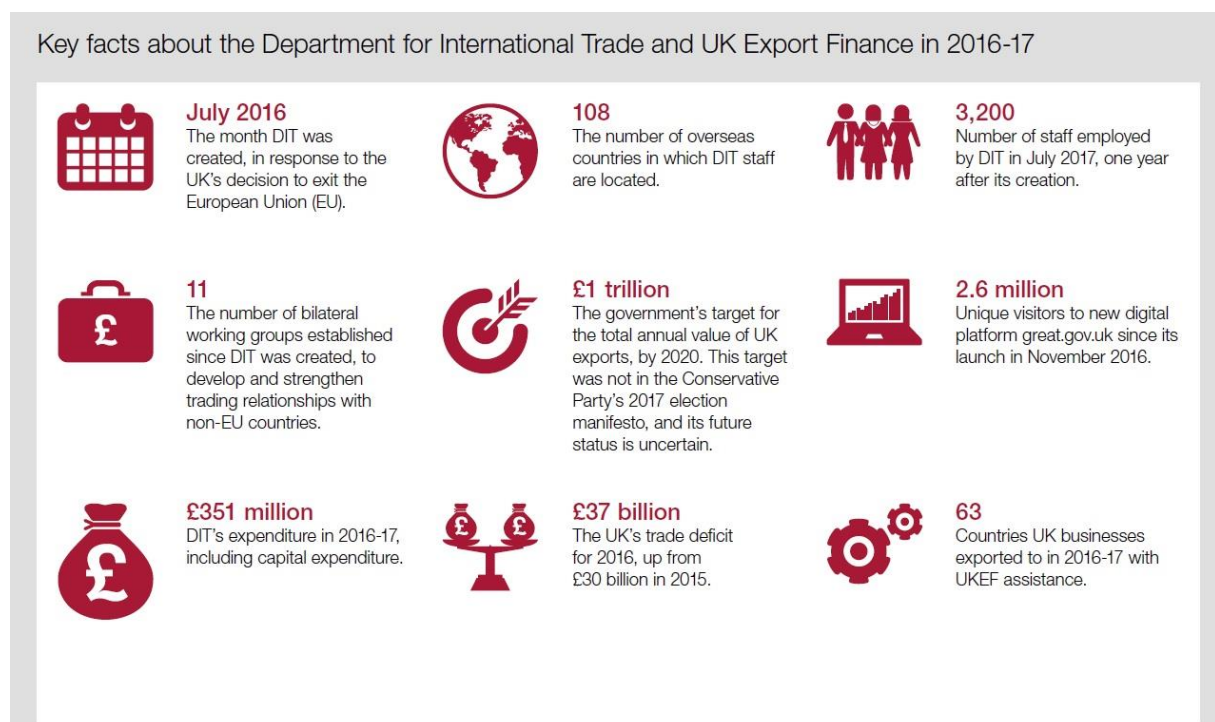 Key facts about the Department for International Trade and UK Export Finance in 2016-17
July 2016
The month DIT was
created, in response to the
UK's decision to exit the
European Union (EU).
108
The number of overseas
countries in which DIT staff
are located.
3,200
Number of staff employed
by DIT in July 2017, one year
after its creation.
£
11
The number of bilateral
working groups established
since DIT was created, to
develop and strengthen
trading relationships with
non-EU countries.
£1 trillion
The government's target for
the total annual value of UK
exports, by 2020. This target
was not in the Conservative
Party's 2017 election
manifesto, and its future
status is uncertain.
2.6 million
Unique visitors to new digital
platform great.gov.uk since its
launch in November 2016.
£
£351 million
DIT's expenditure in 2016-17,
including capital expenditure.
£ £
£37 billion
The UK's trade deficit
for 2016, up from
£30 billion in 2015.
63
Countries UK businesses
exported to in 2016-17 with
UKEF assistance.